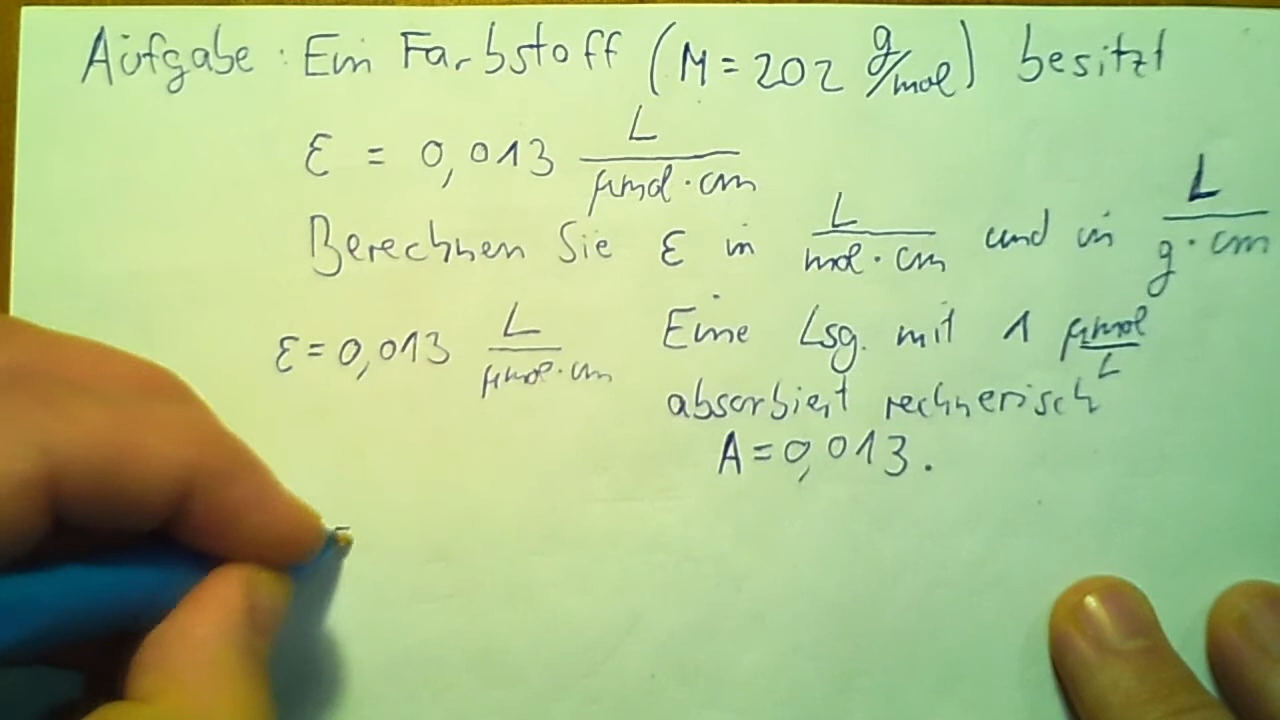 Aufgabe : Ein Farbstoff (M = 202 g/mol) besitzt
ε = 0,013 L/µmol · cm
Berechnen Sie ε in L/mol · cm und in L/g · cm
ε = 0,013 L/µmol · cm
Eine Lsg. mit 1 µmol/L
absorbiert rechnerisch
A = 0,013.